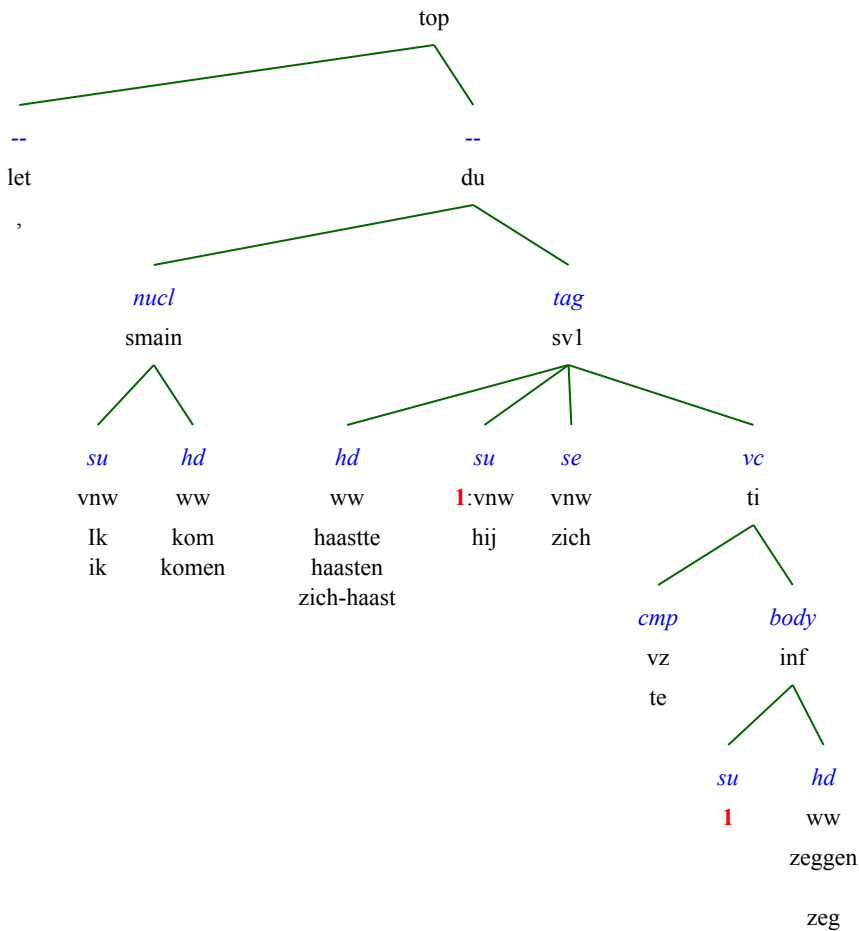 top
-- --
let du
,
nucl tag
smain sv1
su hd hd su se vc
vnw ww ww 1:vnw vnw ti
Ik kom haastte hij zich
ik komen haasten
zich-haast
cmp body
vz inf
te
su hd
1 ww
zeggen
zeg